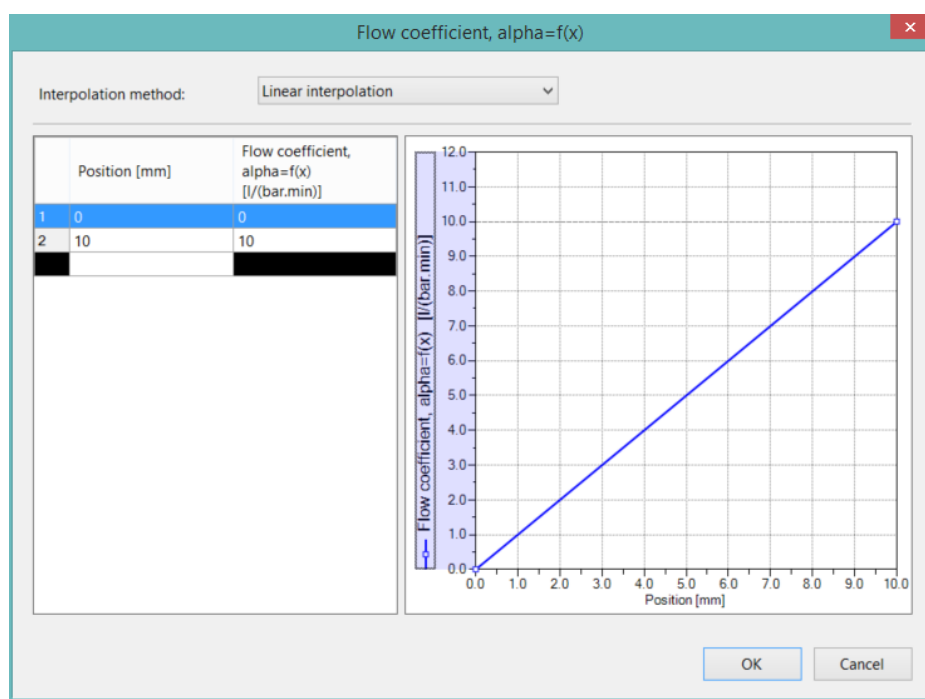 Flow coefficient, alpha=f(x)
Interpolation method:
Linear interpolation
Position [mm]
Flow coefficient,
alpha=f(x)
[l/(bar.min)]
1 0 0
2 10 10
Flow coefficient, alpha=f(x) [l/(bar.min)]
12.0
11.0
10.0
9.0
8.0
7.0
6.0
5.0
4.0
3.0
2.0
1.0
0.0
0.0 1.0 2.0 3.0 4.0 5.0 6.0 7.0 8.0 9.0 10.0
Position [mm]
OK Cancel